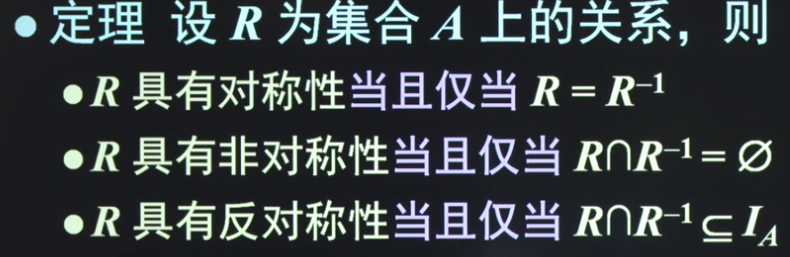 ● 定理 设 R 为集合 A 上的关系，则
● R 具有对称性当且仅当 R = R⁻¹
● R 具有非对称性当且仅当 R∩R⁻¹ = ∅
● R 具有反对称性当且仅当 R∩R⁻¹ ⊆ I_A